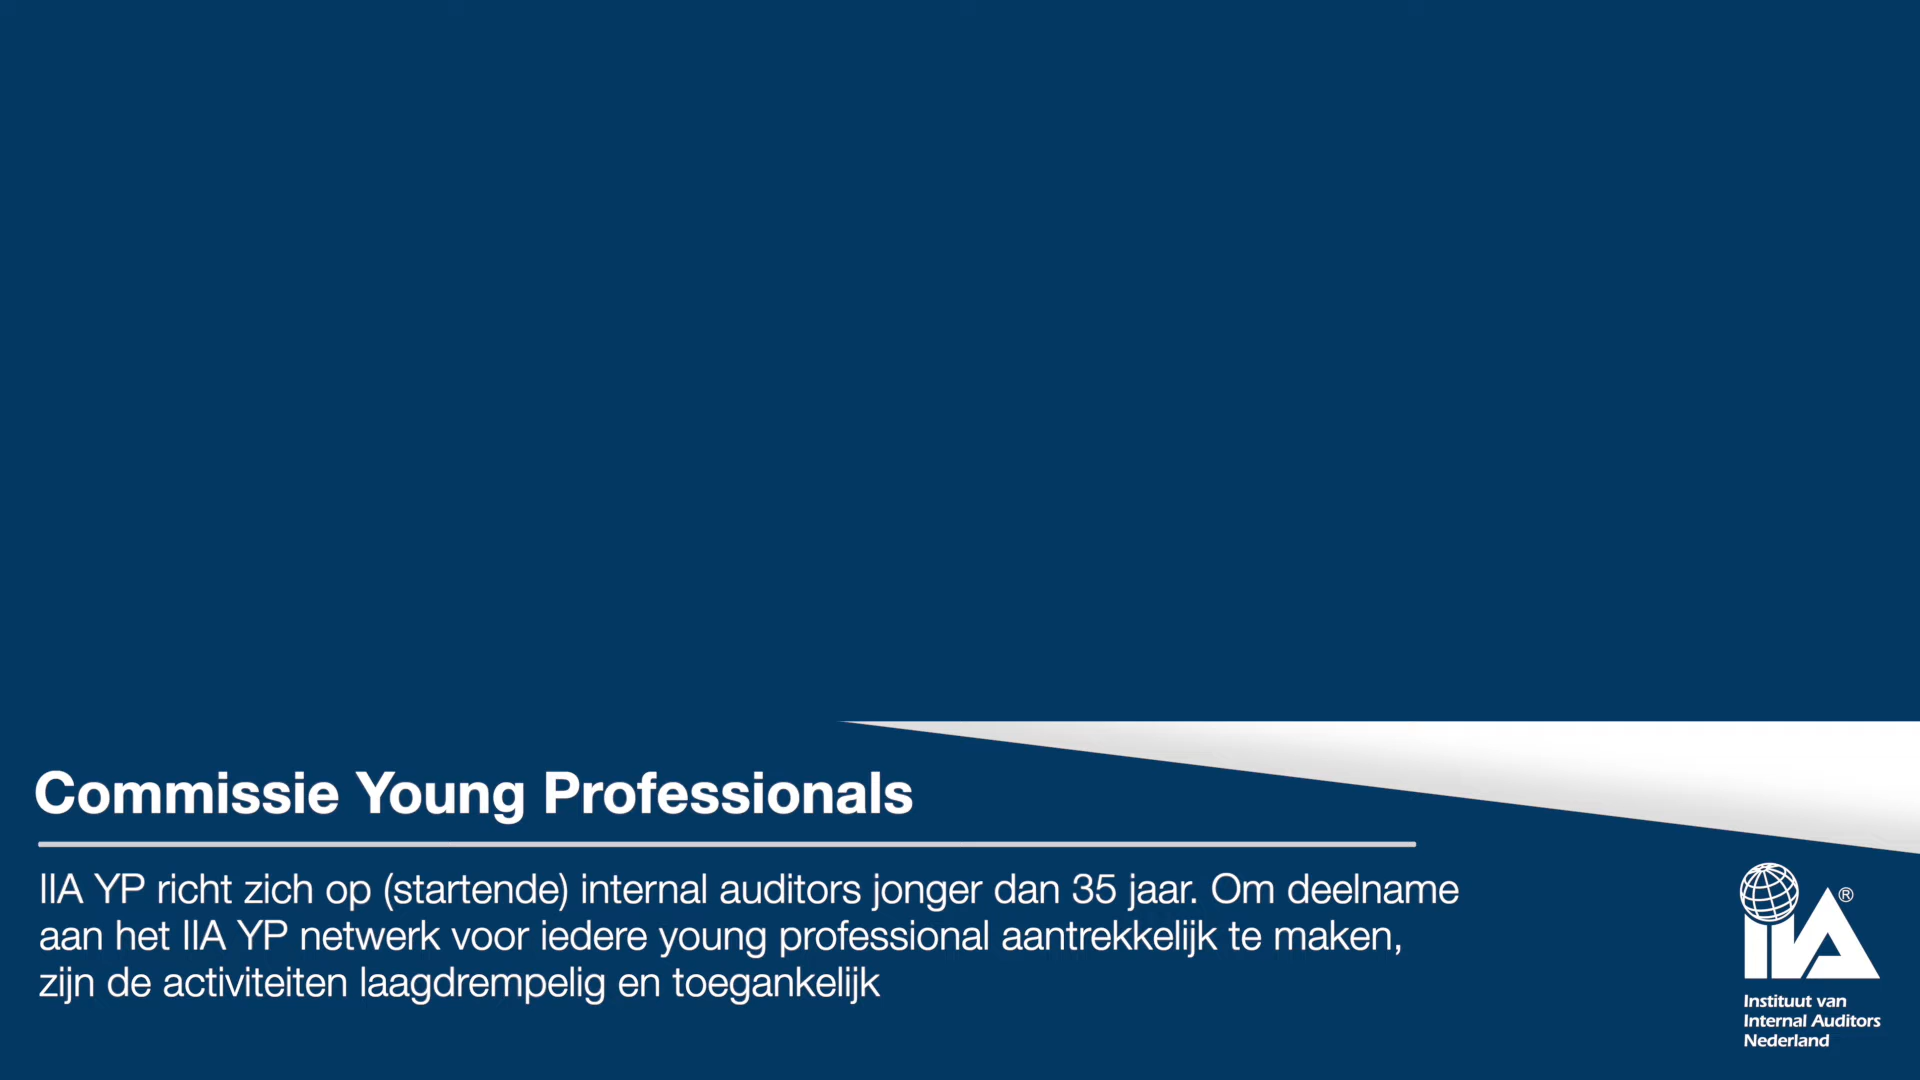 Commissie Young Professionals
IIA YP richt zich op (startende) internal auditors jonger dan 35 jaar. Om deelname
aan het IIA YP netwerk voor iedere young professional aantrekkelijk te maken,
zijn de activiteiten laagdrempelig en toegankelijk
IIA®
Instituut van
Internal Auditors
Nederland